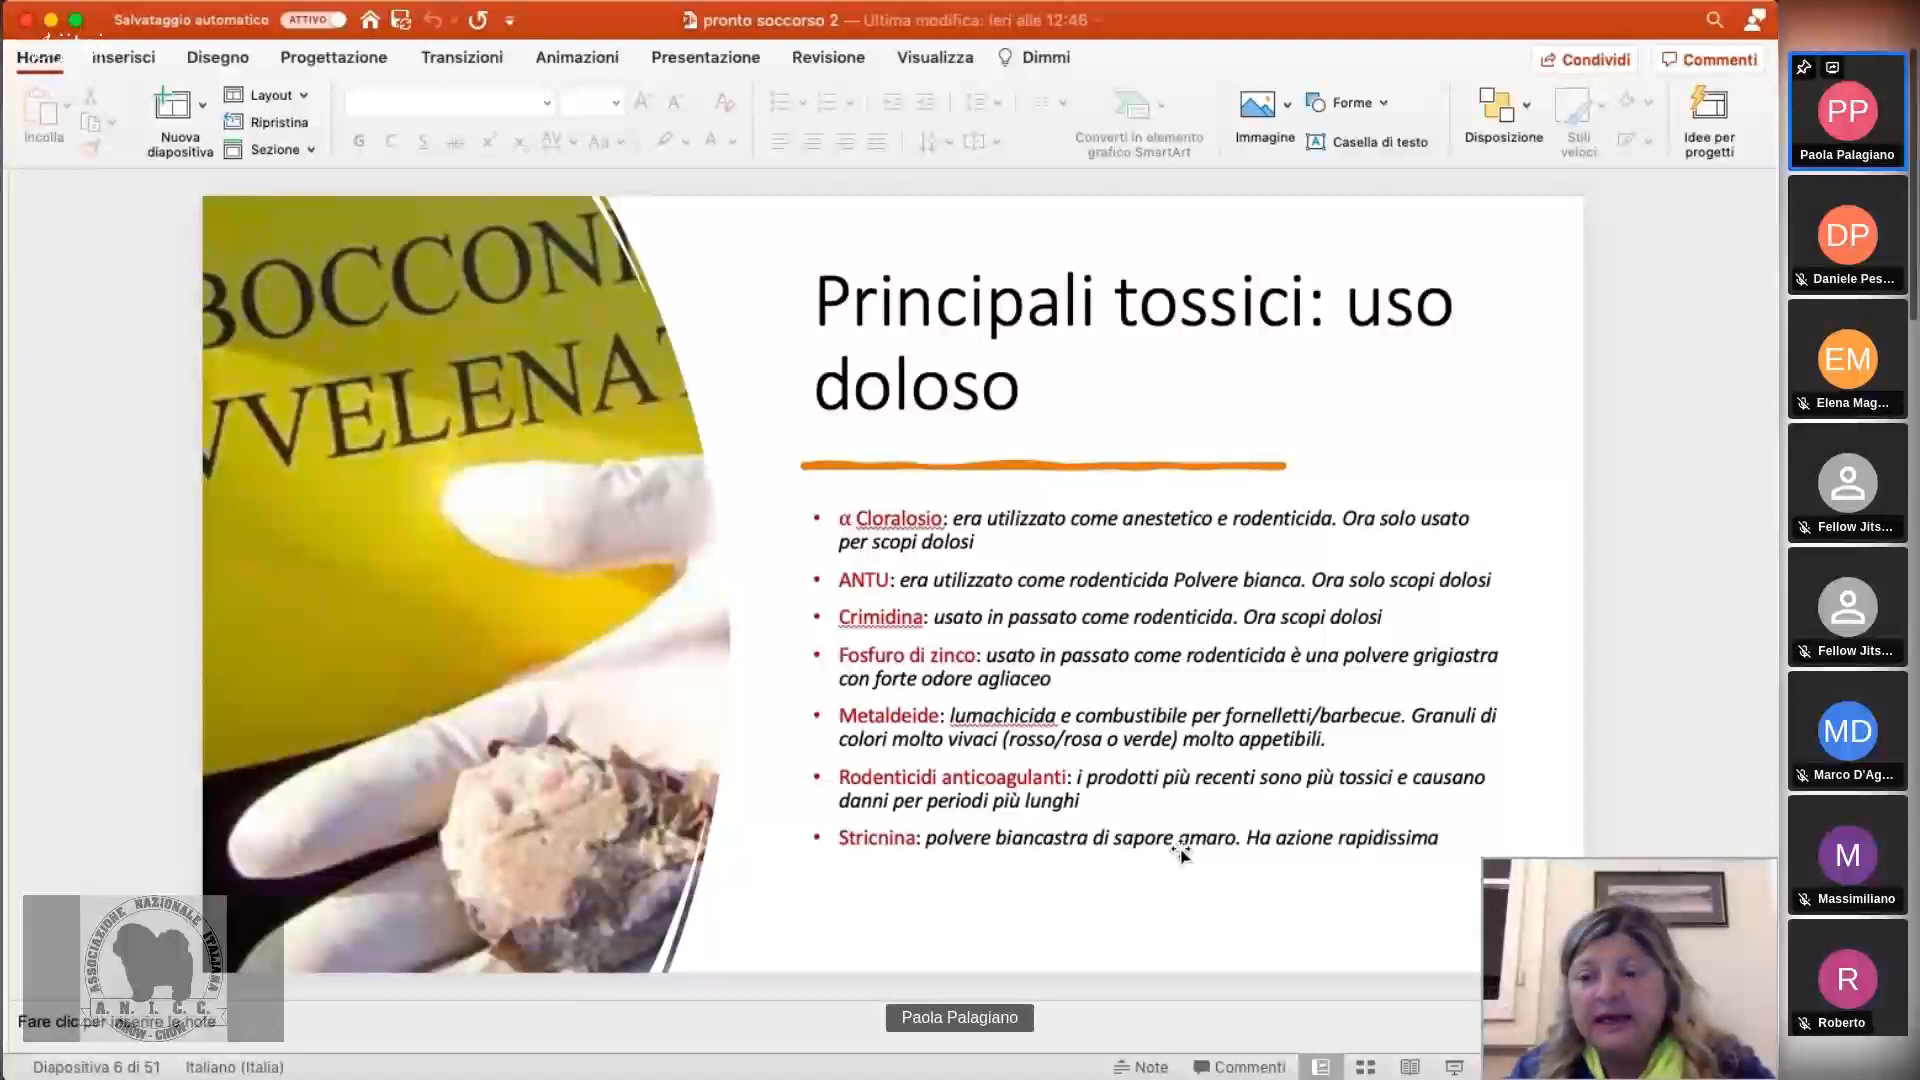 Salvataggio automatico
ATTIVO
pronto soccorso 2 — Ultima modifica: Ieri alle 12:46
Home
Inserisci
Disegno
Progettazione
Transizioni
Animazioni
Presentazione
Revisione
Visualizza
Dimmi
Condividi
Commenti
Incolla
Nuova
diapositiva
Layout
Ripristina
Sezione
Converti in elemento
grafico SmartArt
Immagine
Forme
Casella di testo
Disposizione
Stili
veloci
Idee per
progetti
BOCCONI
VVELENA
Principali tossici: uso
doloso
• α Cloralosio: era utilizzato come anestetico e rodenticida. Ora solo usato
per scopi dolosi
• ANTU: era utilizzato come rodenticida Polvere bianca. Ora solo scopi dolosi
• Crimidina: usato in passato come rodenticida. Ora scopi dolosi
• Fosfuro di zinco: usato in passato come rodenticida è una polvere grigiastra
con forte odore agliaceo
• Metaldeide: lumachicida e combustibile per fornelletti/barbecue. Granuli di
colori molto vivaci (rosso/rosa o verde) molto appetibili.
• Rodenticidi anticoagulanti: i prodotti più recenti sono più tossici e causano
danni per periodi più lunghi
• Stricnina: polvere biancastra di sapore amaro. Ha azione rapidissima
ASSOCIAZIONE NAZIONALE ITALIANA
A. N. I. C. C.
CHOW - CHOW
Fare clic per inserire le note
Paola Palagiano
Diapositiva 6 di 51
Italiano (Italia)
Note
Commenti
PP
Paola Palagiano
DP
Daniele Pes...
EM
Elena Mag...
Fellow Jits...
Fellow Jits...
MD
Marco D'Ag...
M
Massimiliano
R
Roberto